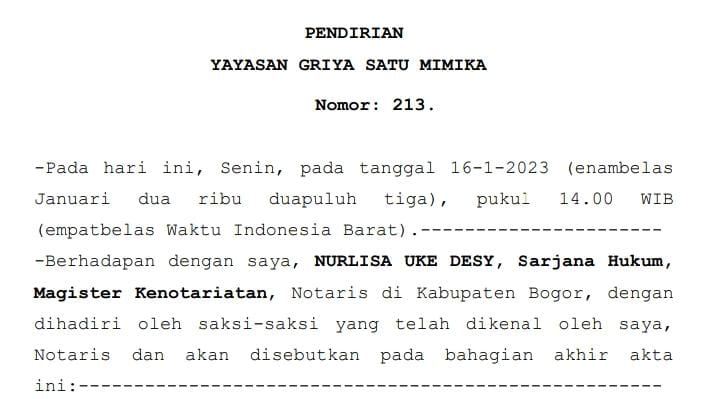 PENDIRIAN
YAYASAN GRIYA SATU MIMIKA
Nomor: 213.
-Pada hari ini, Senin, pada tanggal 16-1-2023 (enambelas
Januari dua ribu duapuluh tiga), pukul 14.00 WIB
(empatbelas Waktu Indonesia Barat).----------------------
-Berhadapan dengan saya, NURLISA UKE DESY, Sarjana Hukum,
Magister Kenotariatan, Notaris di Kabupaten Bogor, dengan
dihadiri oleh saksi-saksi yang telah dikenal oleh saya,
Notaris dan akan disebutkan pada bahagian akhir akta
ini:-----------------------------------------------------